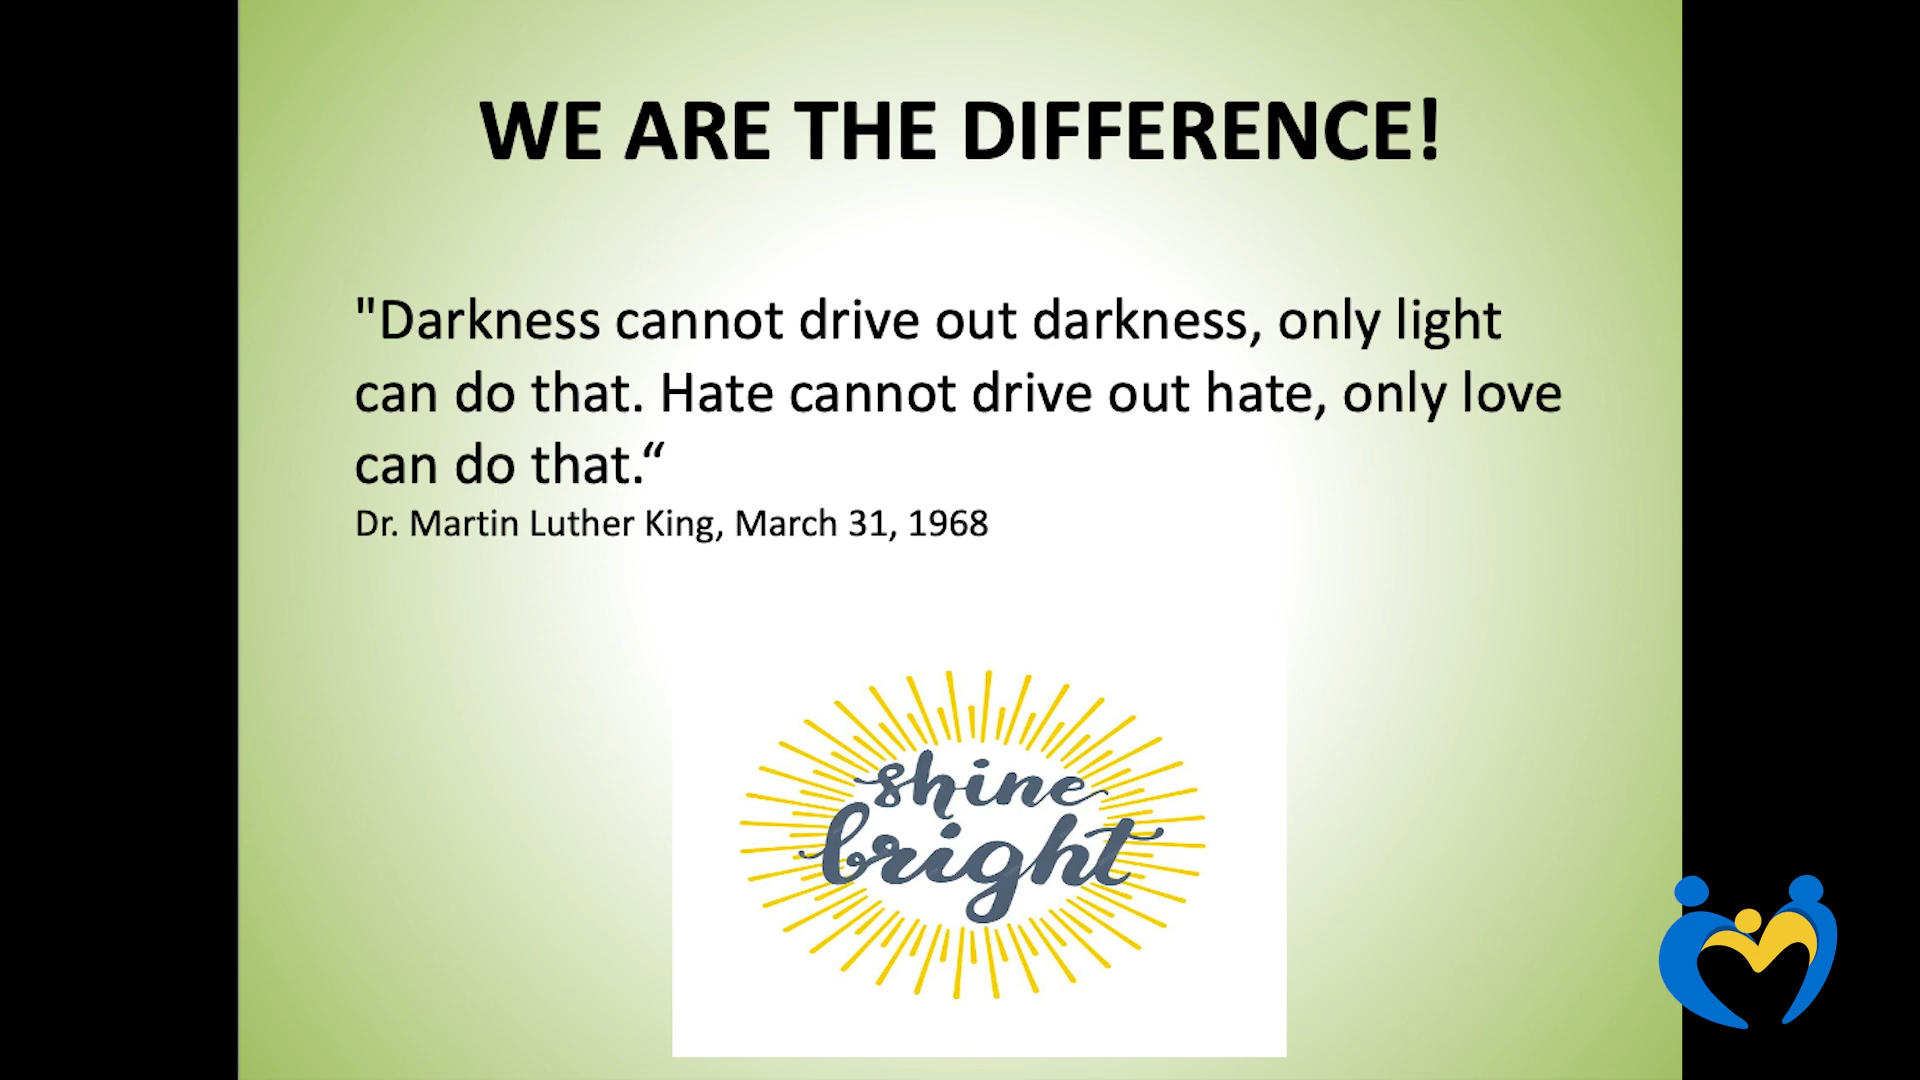 WE ARE THE DIFFERENCE!
"Darkness cannot drive out darkness, only light
can do that. Hate cannot drive out hate, only love
can do that.“
Dr. Martin Luther King, March 31, 1968
shine
bright